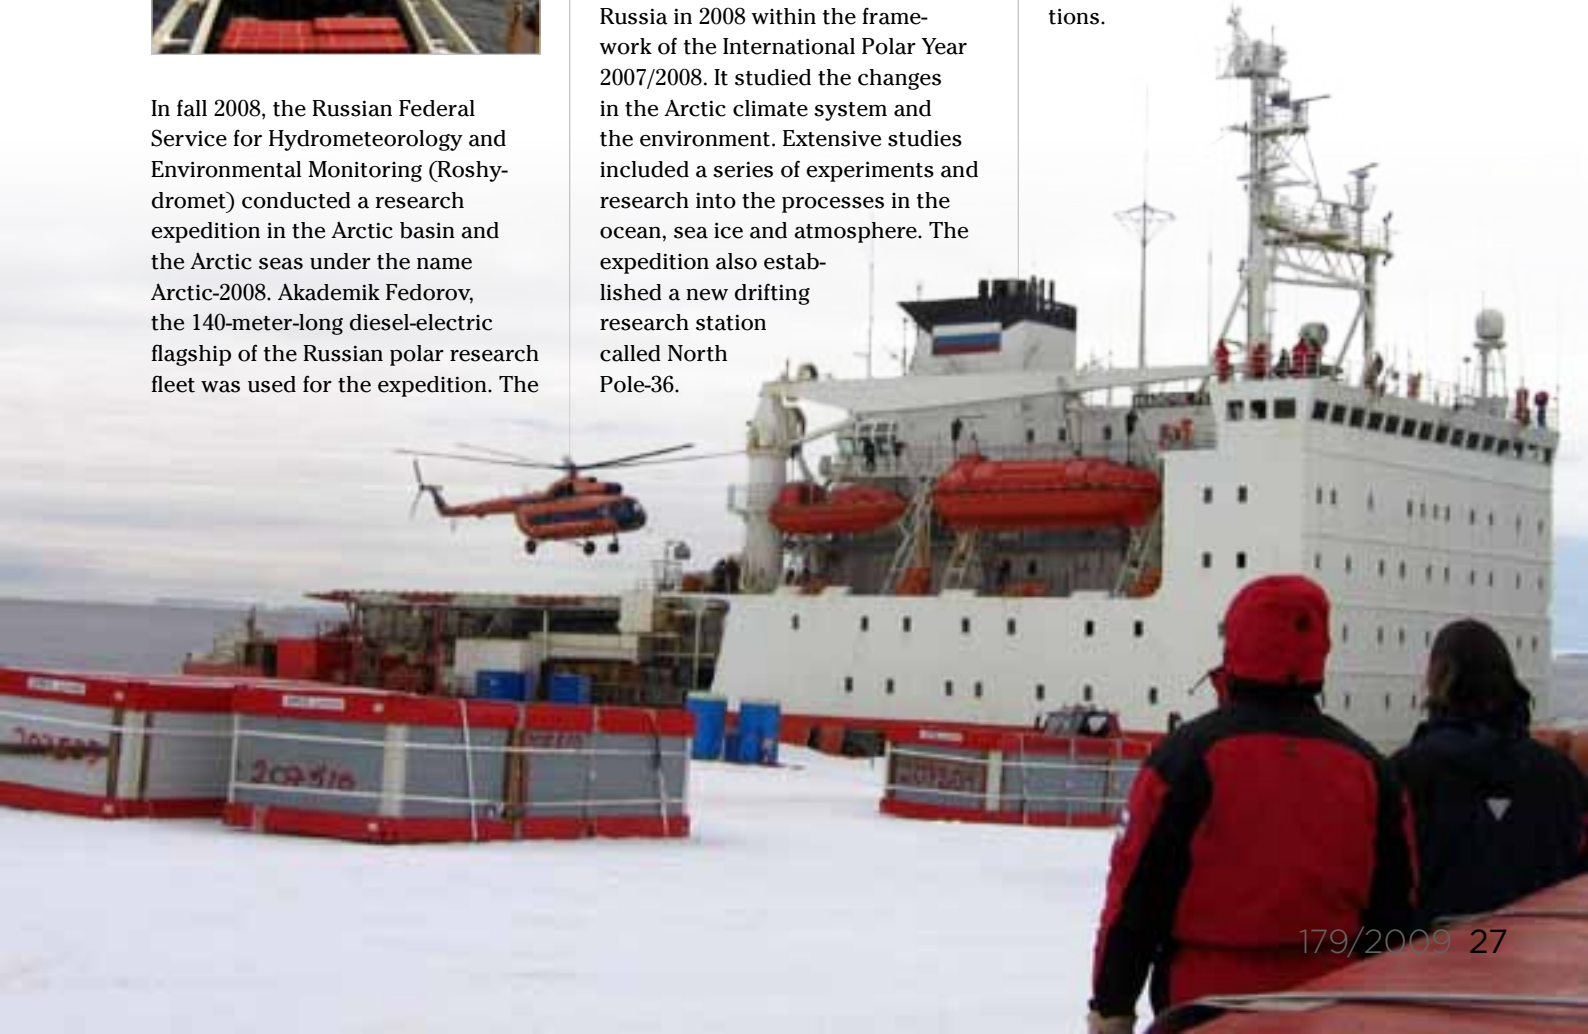 In fall 2008, the Russian Federal
Service for Hydrometeorology and
Environmental Monitoring (Roshy-
dromet) conducted a research
expedition in the Arctic basin and
the Arctic seas under the name
Arctic-2008. Akademik Fedorov,
the 140-meter-long diesel-electric
flagship of the Russian polar research
fleet was used for the expedition. The
Russia in 2008 within the frame-
work of the International Polar Year
2007/2008. It studied the changes
in the Arctic climate system and
the environment. Extensive studies
included a series of experiments and
research into the processes in the
ocean, sea ice and atmosphere. The
expedition also estab-
lished a new drifting
research station
called North
Pole-36.
tions.
179/2009 27